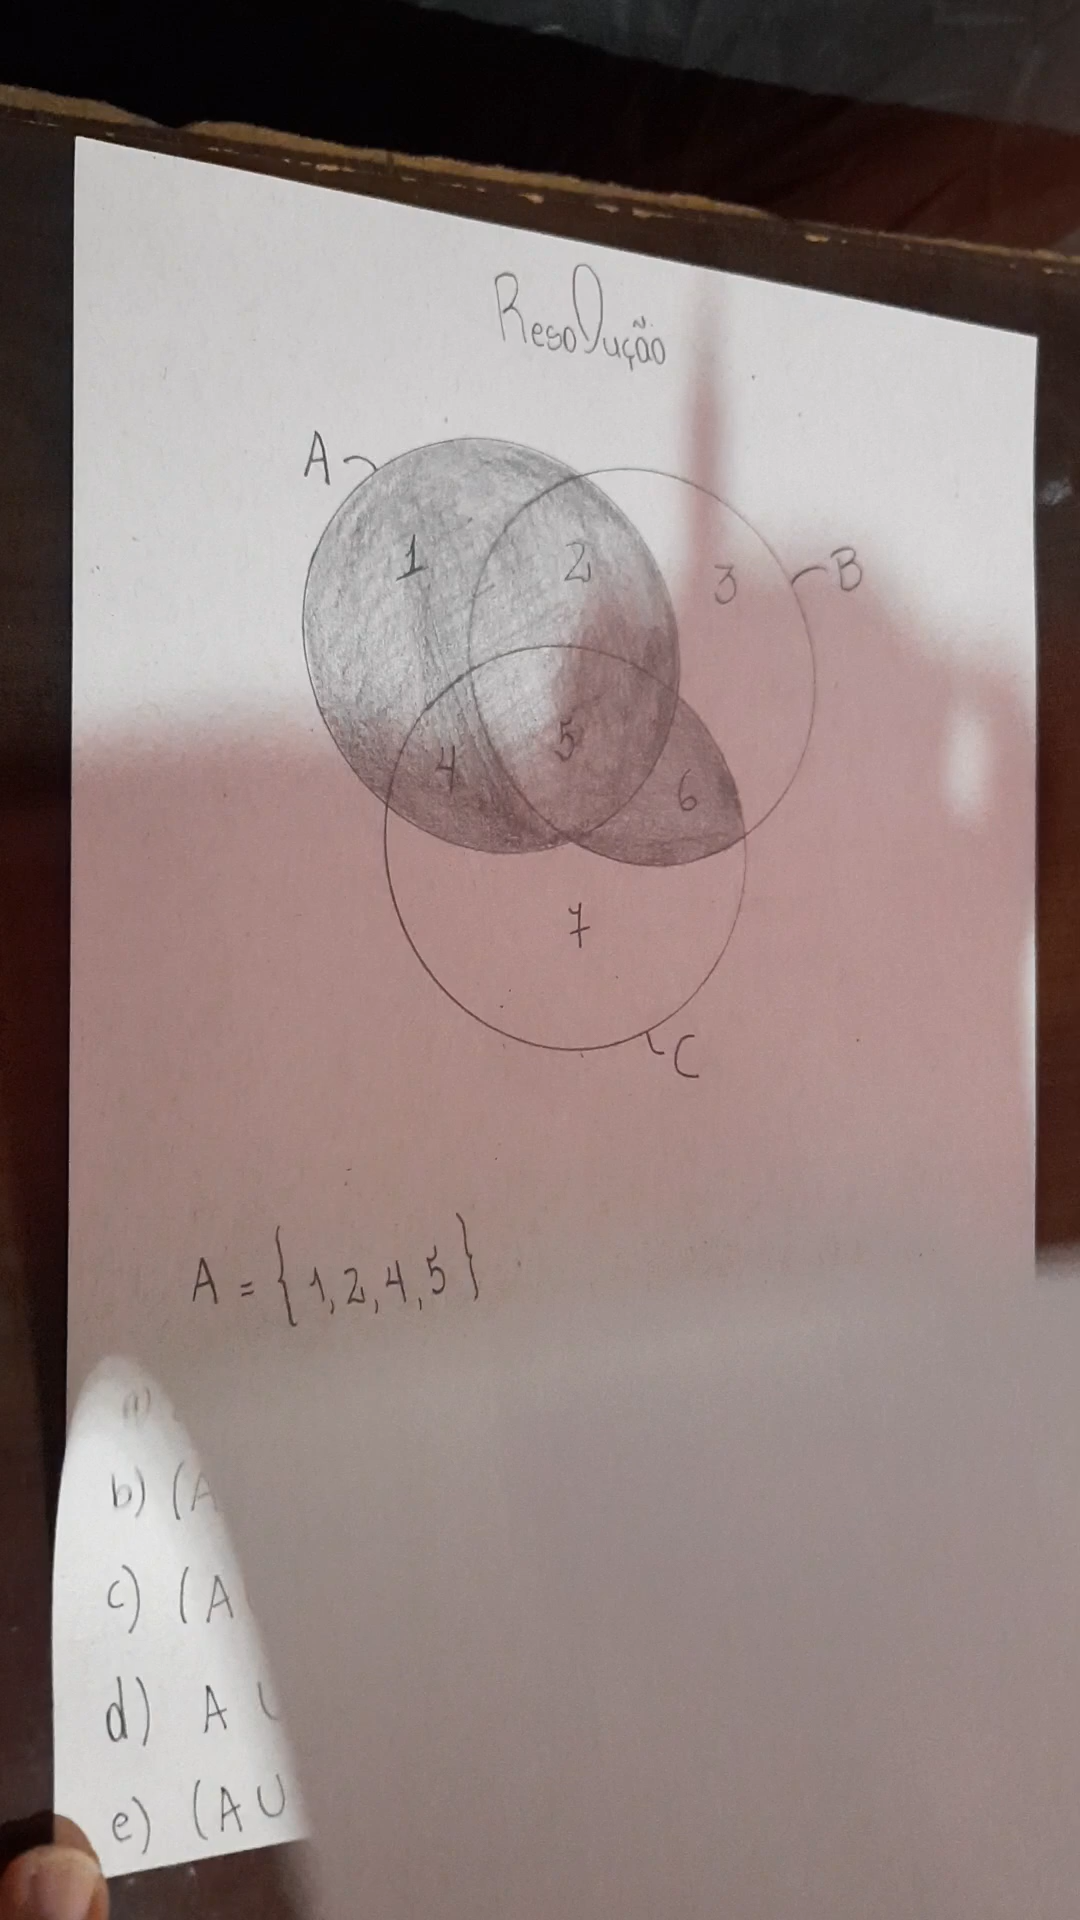 Resolução
A
1
2
3
B
4
5
6
7
C
A = {1, 2, 4, 5}
a)
b) (A
c) (A
d) A U
e) (A U